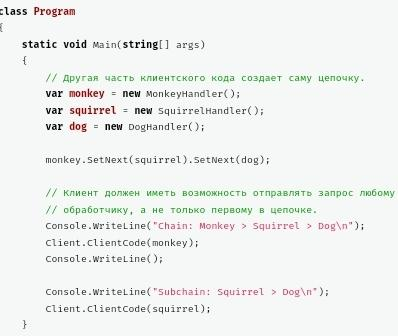 class Program
{
static void Main(string[] args)
{
// Другая часть клиентского кода создает саму цепочку.
var monkey = new MonkeyHandler();
var squirrel = new SquirrelHandler();
var dog = new DogHandler();
monkey.SetNext(squirrel).SetNext(dog);
// Клиент должен иметь возможность отправлять запрос любому
// обработчику, а не только первому в цепочке.
Console.WriteLine("Chain: Monkey > Squirrel > Dog\n");
Client.ClientCode(monkey);
Console.WriteLine();
Console.WriteLine("Subchain: Squirrel > Dog\n");
Client.ClientCode(squirrel);
}